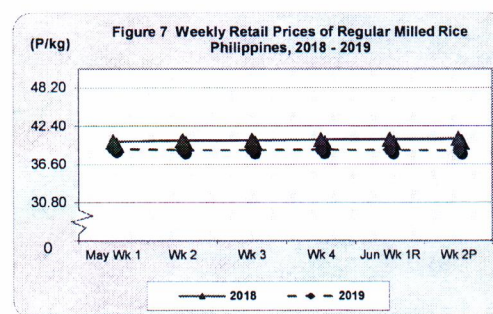 Figure 7 Weekly Retail Prices of Regular Milled Rice
Philippines, 2018 - 2019
(P/kg)
48.20
42.40
36.60
30.80
0
May Wk 1 Wk 2 Wk 3 Wk 4 Jun Wk 1R Wk 2P
2018 2019